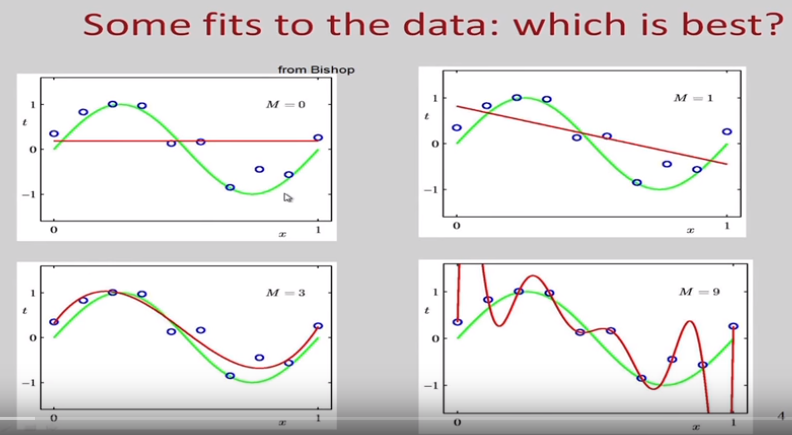 Some fits to the data: which is best?
from Bishop
M = 0
1
t
0
−1
0
x
1
M = 1
1
t
0
−1
0
x
1
M = 3
1
t
0
−1
0
x
1
M = 9
1
t
0
−1
0
x
1
4